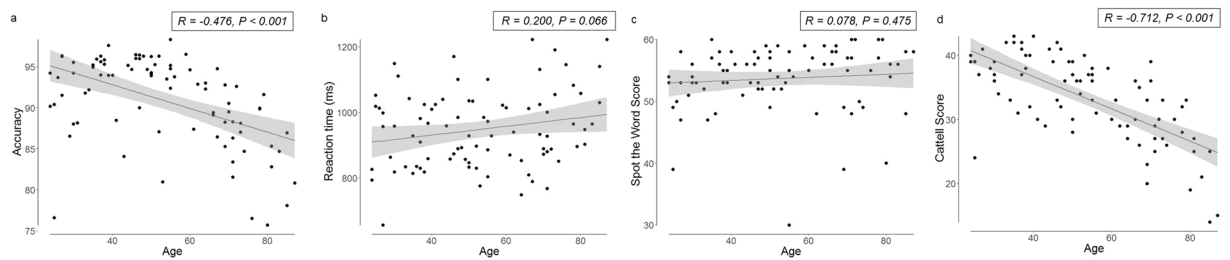 a
R = -0.476, P < 0.001
Accuracy
95
90
85
80
75
40
60
80
Age
b
R = 0.200, P = 0.066
Reaction time (ms)
1200
1000
800
40
60
80
Age
c
R = 0.078, P = 0.475
Spot the Word Score
60
50
40
30
40
60
80
Age
d
R = -0.712, P < 0.001
Cattell Score
40
30
20
40
60
80
Age